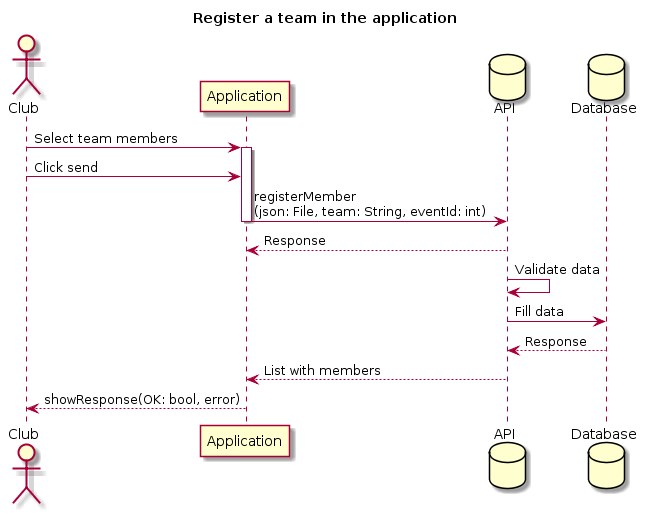 Register a team in the application
Club
Application
API
Database
Select team members
Click send
registerMember
(json: File, team: String, eventId: int)
Response
Validate data
Fill data
Response
List with members
showResponse(OK: bool, error)
Club
Application
API
Database